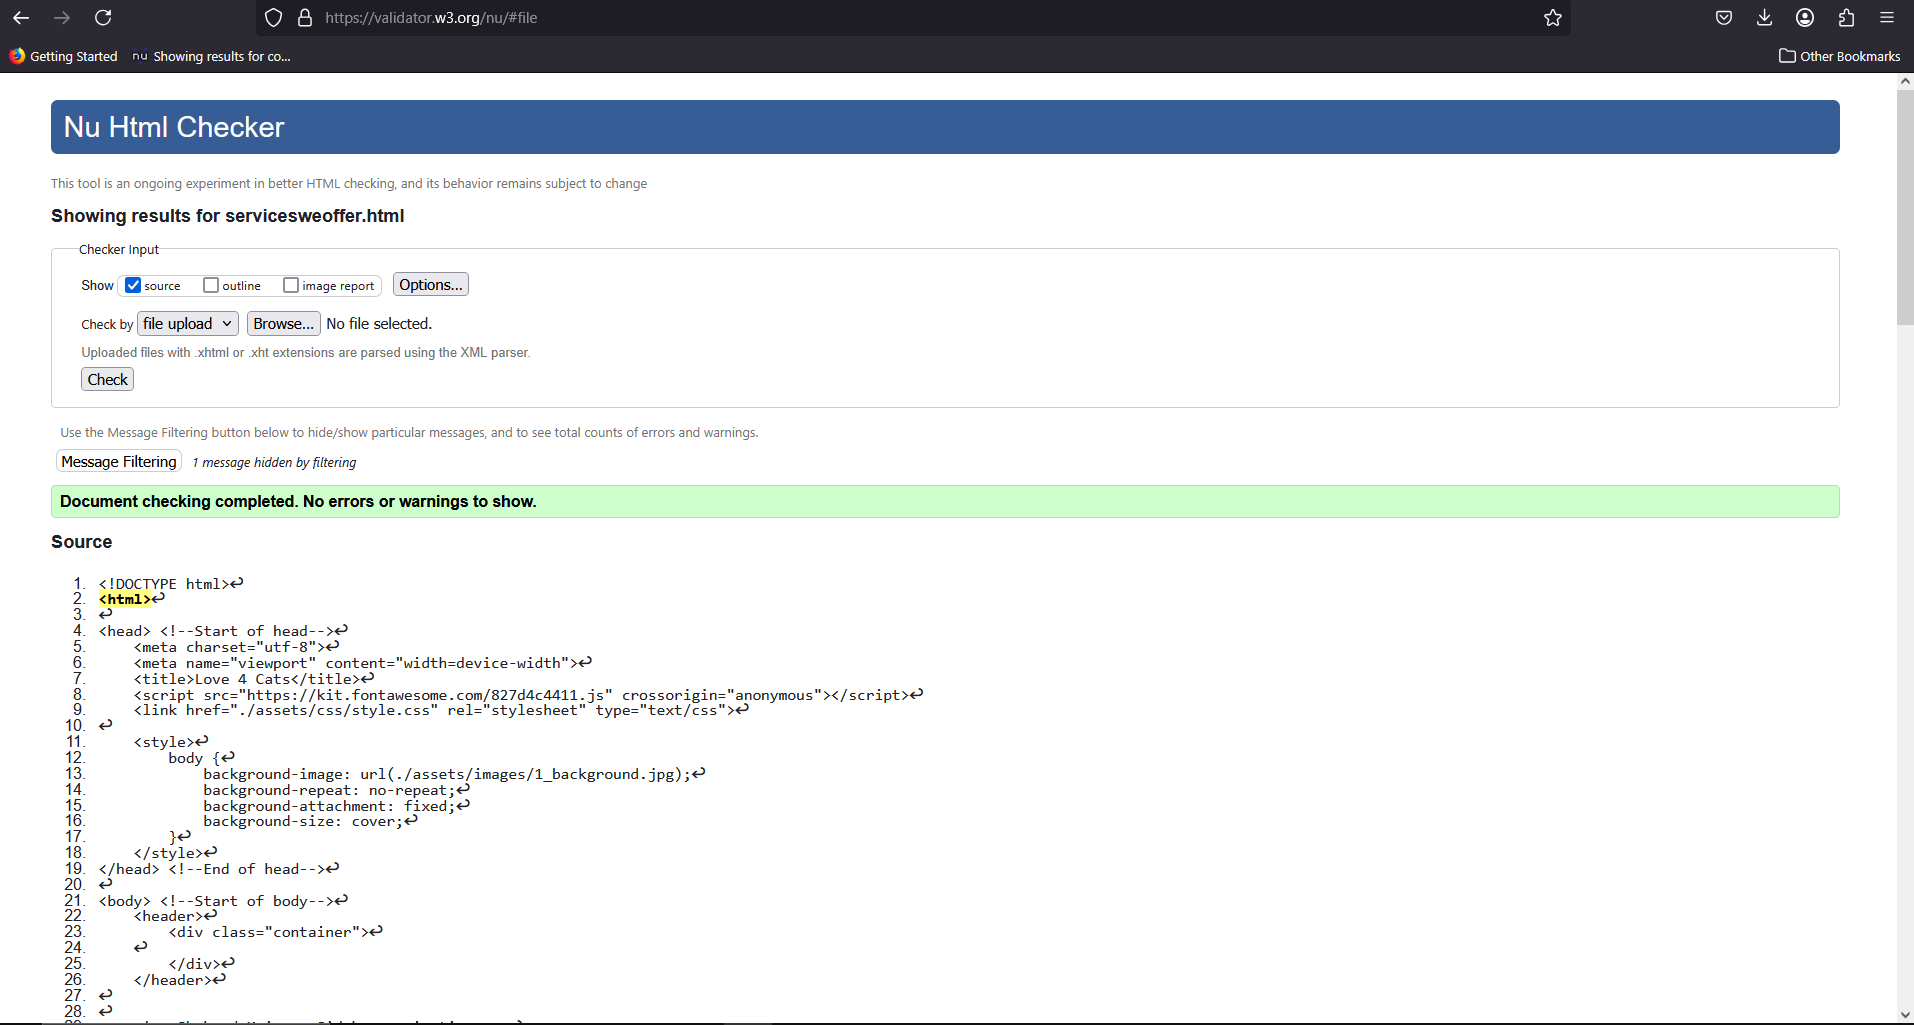 https://validator.w3.org/nu/#file
Getting Started nu Showing results for co... Other Bookmarks
Nu Html Checker
This tool is an ongoing experiment in better HTML checking, and its behavior remains subject to change
Showing results for servicesweoffer.html
Checker Input
Show source outline image report Options...
Check by file upload Browse... No file selected.
Uploaded files with .xhtml or .xht extensions are parsed using the XML parser.
Check
Use the Message Filtering button below to hide/show particular messages, and to see total counts of errors and warnings.
Message Filtering 1 message hidden by filtering
Document checking completed. No errors or warnings to show.
Source
1. <!DOCTYPE html>↩
2. <html>↩
3. ↩
4. <head> <!--Start of head-->↩
5. <meta charset="utf-8">↩
6. <meta name="viewport" content="width=device-width">↩
7. <title>Love 4 Cats</title>↩
8. <script src="https://kit.fontawesome.com/827d4c4411.js" crossorigin="anonymous"></script>↩
9. <link href="./assets/css/style.css" rel="stylesheet" type="text/css">↩
10. ↩
11. <style>↩
12. body {↩
13. background-image: url(./assets/images/1_background.jpg);↩
14. background-repeat: no-repeat;↩
15. background-attachment: fixed;↩
16. background-size: cover;↩
17. }↩
18. </style>↩
19. </head> <!--End of head-->↩
20. ↩
21. <body> <!--Start of body-->↩
22. <header>↩
23. <div class="container">↩
24. ↩
25. </div>↩
26. </header>↩
27. ↩
28. ↩